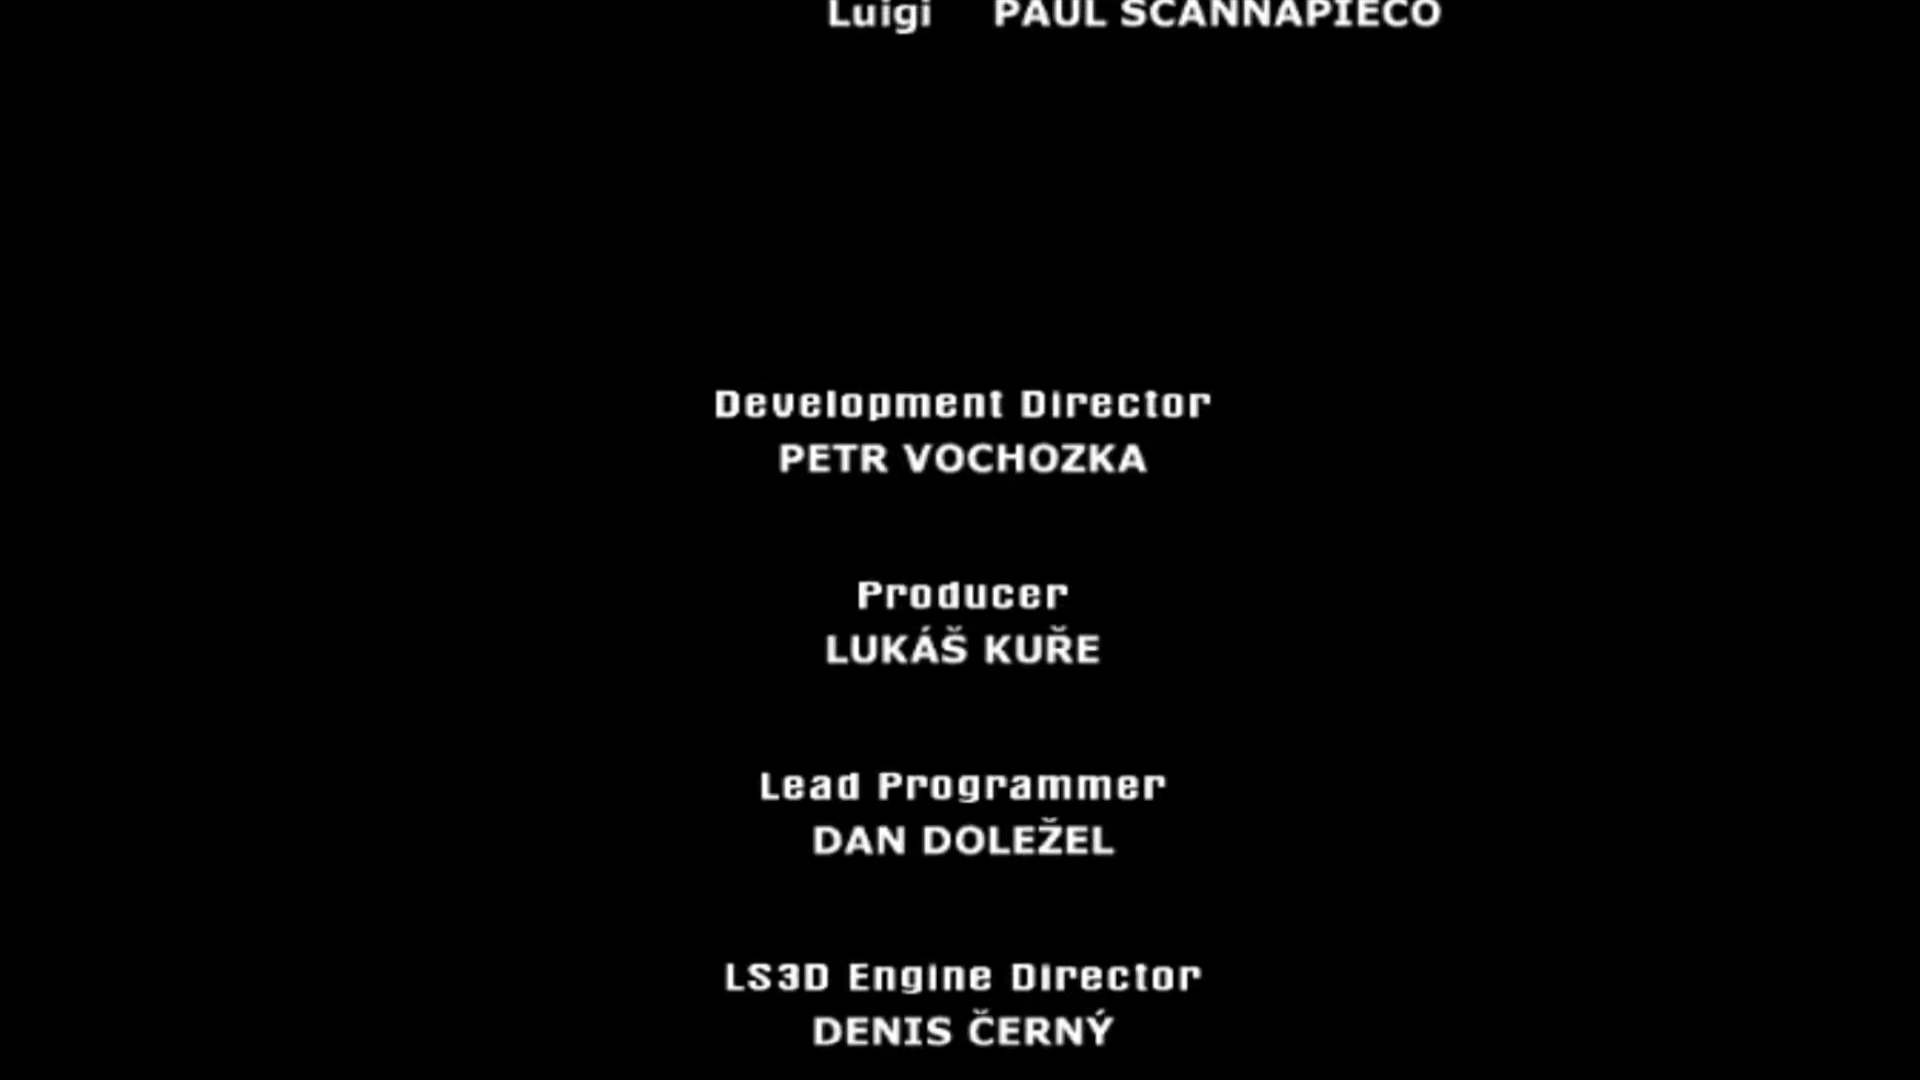 Luigi PAUL SCANNAPIECO
Development Director
PETR VOCHOZKA
Producer
LUKÁŠ KUŘE
Lead Programmer
DAN DOLEŽEL
LS3D Engine Director
DENIS ČERNÝ